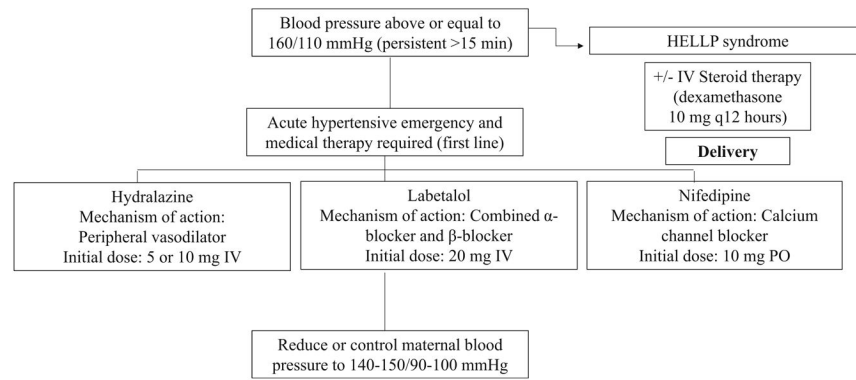 Blood pressure above or equal to
160/110 mmHg (persistent >15 min)
HELLP syndrome
+/- IV Steroid therapy
(dexamethasone
10 mg q12 hours)
Delivery
Acute hypertensive emergency and
medical therapy required (first line)
Hydralazine
Mechanism of action:
Peripheral vasodilator
Initial dose: 5 or 10 mg IV
Labetalol
Mechanism of action: Combined α-
blocker and β-blocker
Initial dose: 20 mg IV
Nifedipine
Mechanism of action: Calcium
channel blocker
Initial dose: 10 mg PO
Reduce or control maternal blood
pressure to 140-150/90-100 mmHg